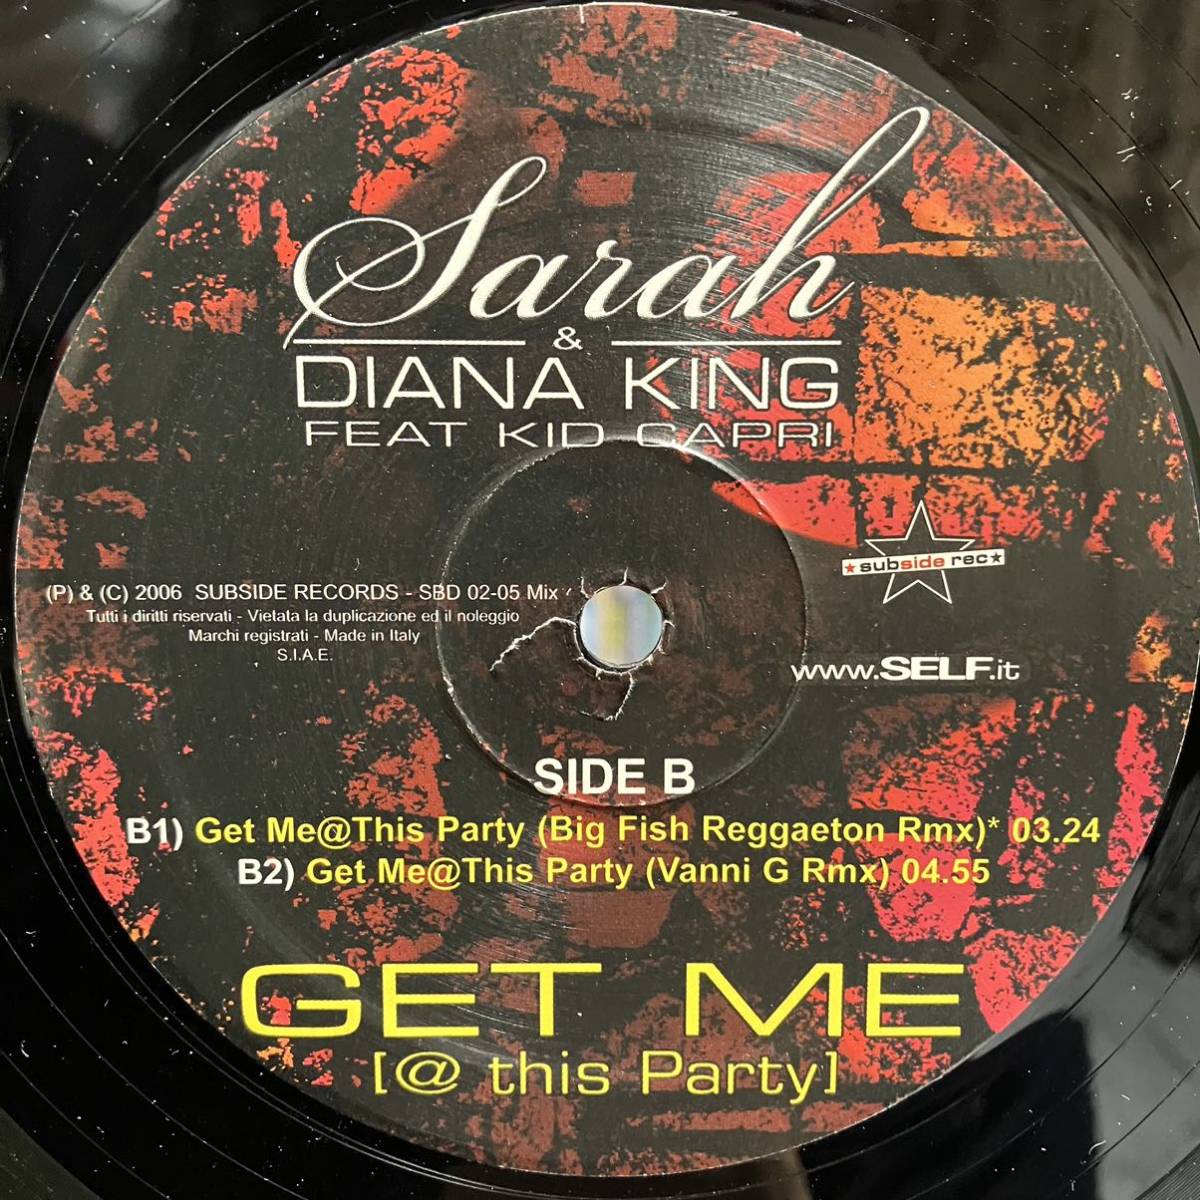 Sarah
&
DIANA KING
FEAT KID CAPRI
★subside rec★
(P) & (C) 2006 SUBSIDE RECORDS - SBD 02-05 Mix
Tutti i diritti riservati - Vietata la duplicazione ed il noleggio
Marchi registrati - Made in Italy
S.I.A.E.
www.SELF.it
SIDE B
B1) Get Me@This Party (Big Fish Reggaeton Rmx)* 03.24
B2) Get Me@This Party (Vanni G Rmx) 04.55
GET ME
[@ this Party]